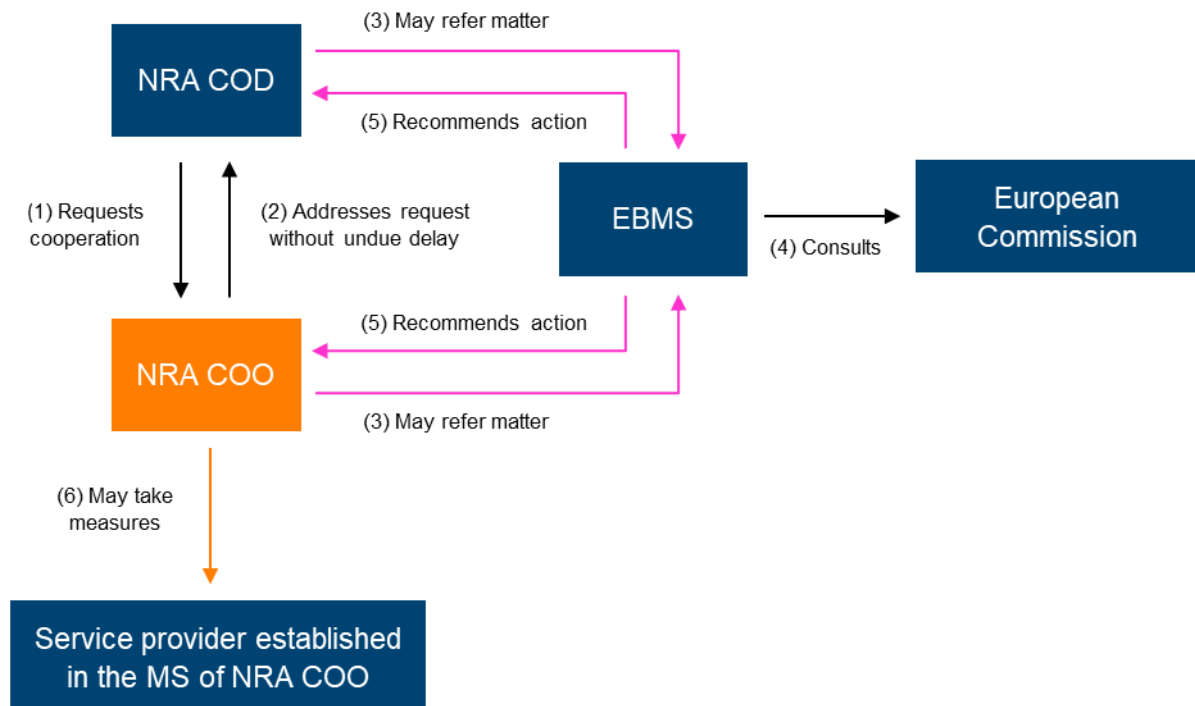 (3) May refer matter
NRA COD
(5) Recommends action
(1) Requests
cooperation
(2) Addresses request
without undue delay
EBMS
(4) Consults
European
Commission
(5) Recommends action
NRA COO
(3) May refer matter
(6) May take
measures
Service provider established
in the MS of NRA COO